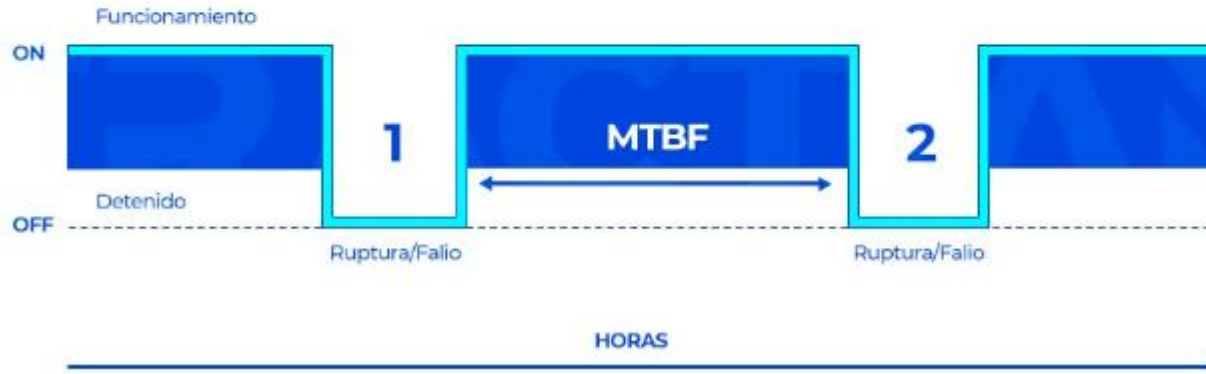 Funcionamiento
ON
1
MTBF
2
Detenido
OFF
Ruptura/Falio
Ruptura/Falio
HORAS